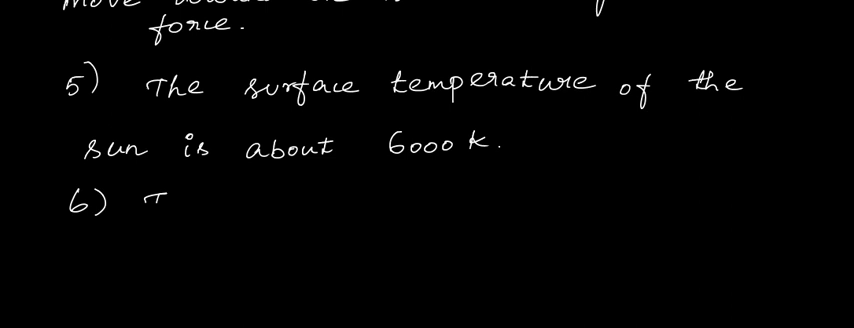 force.
5) The surface temperature of the
sun is about 6000 k.
6) T